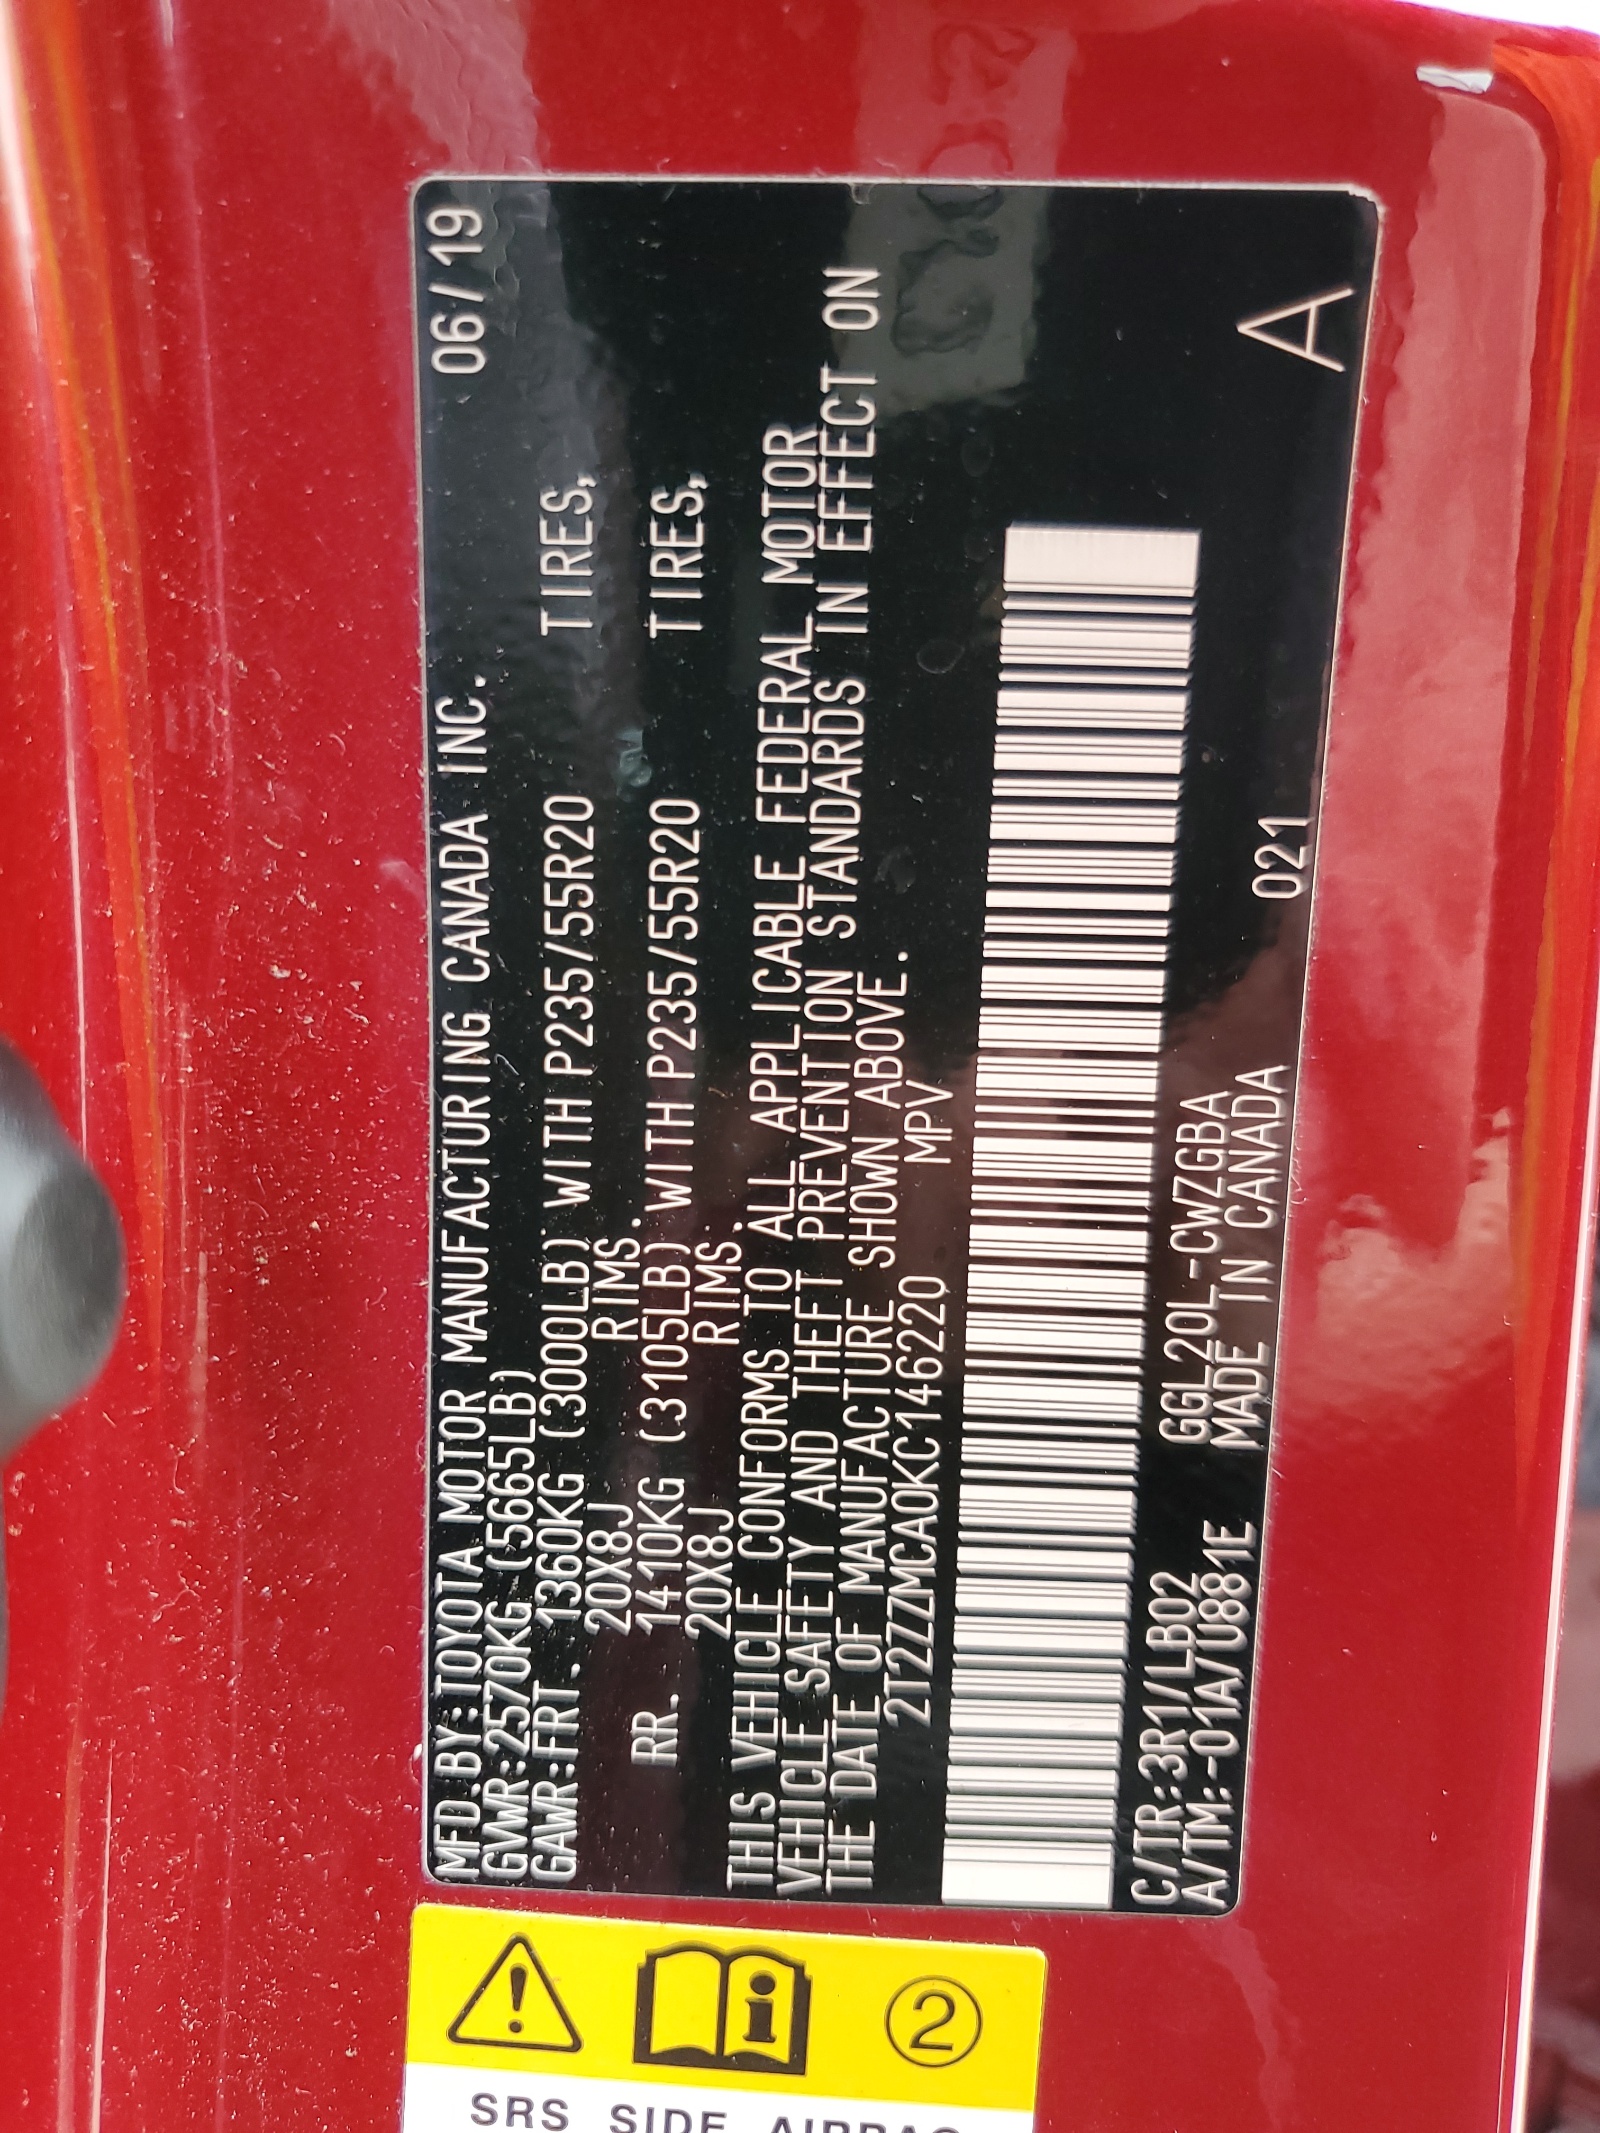 MFD.BY:TOYOTA MOTOR MANUFACTURING CANADA INC. 06/19
GVWR:2570KG (5665LB)
GAWR:FRT. 1360KG (3000LB) WITH P235/55R20 TIRES,
20X8J RIMS.
RR. 1410KG (3105LB) WITH P235/55R20 TIRES,
20X8J RIMS.
THIS VEHICLE CONFORMS TO ALL APPLICABLE FEDERAL MOTOR
VEHICLE SAFETY AND THEFT PREVENTION STANDARDS IN EFFECT ON
THE DATE OF MANUFACTURE SHOWN ABOVE.
2T2ZZMCA0KC146220 MPV
C/TR:3R1/LB02 GGL20L-CWZGBA
A/TM:-01A/U881E MADE IN CANADA 021 A
2
SRS SIDE AIRBAG